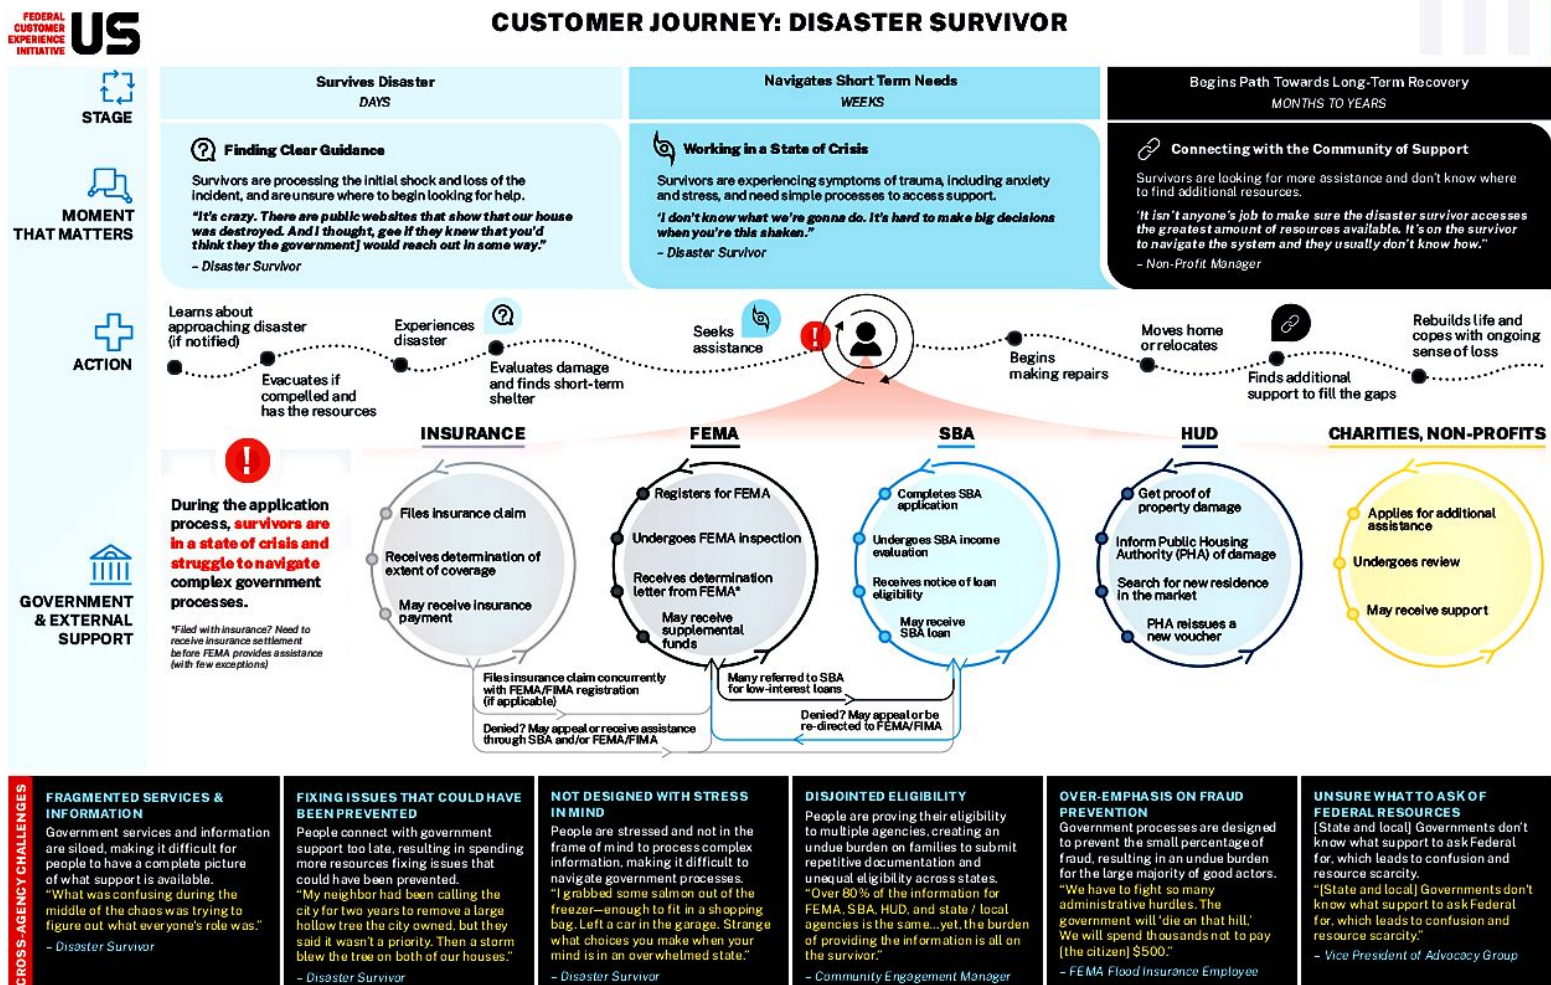 FEDERAL
CUSTOMER
EXPERIENCE
INITIATIVE
US
CUSTOMER JOURNEY: DISASTER SURVIVOR
STAGE
Survives Disaster
DAYS
Navigates Short Term Needs
WEEKS
Begins Path Towards Long-Term Recovery
MONTHS TO YEARS
MOMENT
THAT MATTERS
Finding Clear Guidance
Survivors are processing the initial shock and loss of the
incident, and are unsure where to begin looking for help.
"It's crazy. There are public websites that show that our house
was destroyed. And I thought, gee if they knew that you'd
think they the government] would reach out in some way."
– Disaster Survivor
Working in a State of Crisis
Survivors are experiencing symptoms of trauma, including anxiety
and stress, and need simple processes to access support.
'I don't know what we're gonna do. It's hard to make big decisions
when you're this shaken."
– Disaster Survivor
Connecting with the Community of Support
Survivors are looking for more assistance and don't know where
to find additional resources.
'It isn't anyone's job to make sure the disaster survivor accesses
the greatest amount of resources available. It's on the survivor
to navigate the system and they usually don't know how."
– Non-Profit Manager
ACTION
Learns about
approaching disaster
(if notified)
Evacuates if
compelled and
has the resources
Experiences
disaster
Evaluates damage
and finds short-term
shelter
Seeks
assistance
!
Begins
making repairs
Moves home
or relocates
Finds additional
support to fill the gaps
Rebuilds life and
copes with ongoing
sense of loss
GOVERNMENT
& EXTERNAL
SUPPORT
!
During the application
process, survivors are
in a state of crisis and
struggle to navigate
complex government
processes.
*Filed with insurance? Need to
receive insurance settlement
before FEMA provides assistance
(with few exceptions)
INSURANCE
Files insurance claim
Receives determination of
extent of coverage
May receive insurance
payment
FEMA
Registers for FEMA
Undergoes FEMA inspection
Receives determination
letter from FEMA*
May receive
supplemental
funds
SBA
Completes SBA
application
Undergoes SBA income
evaluation
Receives notice of loan
eligibility
May receive
SBA loan
HUD
Get proof of
property damage
Inform Public Housing
Authority (PHA) of damage
Search for new residence
in the market
PHA reissues a
new voucher
CHARITIES, NON-PROFITS
Applies for additional
assistance
Undergoes review
May receive support
Files insurance claim concurrently
with FEMA/FIMA registration
(if applicable)
Denied? May appeal or receive assistance
through SBA and/or FEMA/FIMA
Many referred to SBA
for low-interest loans
Denied? May appeal or be
re-directed to FEMA/FIMA
CROSS-AGENCY CHALLENGES
FRAGMENTED SERVICES &
INFORMATION
Government services and information
are siloed, making it difficult for
people to have a complete picture
of what support is available.
"What was confusing during the
middle of the chaos was trying to
figure out what everyone's role was."
– Disaster Survivor
FIXING ISSUES THAT COULD HAVE
BEEN PREVENTED
People connect with government
support too late, resulting in spending
more resources fixing issues that
could have been prevented.
"My neighbor had been calling the
city for two years to remove a large
hollow tree the city owned, but they
said it wasn't a priority. Then a storm
blew the tree on both of our houses."
– Disaster Survivor
NOT DESIGNED WITH STRESS
IN MIND
People are stressed and not in the
frame of mind to process complex
information, making it difficult to
navigate government processes.
"I grabbed some salmon out of the
freezer—enough to fit in a shopping
bag. Left a car in the garage. Strange
what choices you make when your
mind is in an overwhelmed state."
– Disaster Survivor
DISJOINTED ELIGIBILITY
People are proving their eligibility
to multiple agencies, creating an
undue burden on families to submit
repetitive documentation and
unequal eligibility across states.
"Over 80% of the information for
FEMA, SBA, HUD, and state / local
agencies is the same...yet, the burden
of providing the information is all on
the survivor."
– Community Engagement Manager
OVER-EMPHASIS ON FRAUD
PREVENTION
Government processes are designed
to prevent the small percentage of
fraud, resulting in an undue burden
for the large majority of good actors.
"We have to fight so many
administrative hurdles. The
government will 'die on that hill.'
We will spend thousands not to pay
[the citizen] $500."
– FEMA Flood Insurance Employee
UNSURE WHAT TO ASK OF
FEDERAL RESOURCES
[State and local] Governments don't
know what support to ask Federal
for, which leads to confusion and
resource scarcity.
"[State and local] Governments don't
know what support to ask Federal
for, which leads to confusion and
resource scarcity."
– Vice President of Advocacy Group